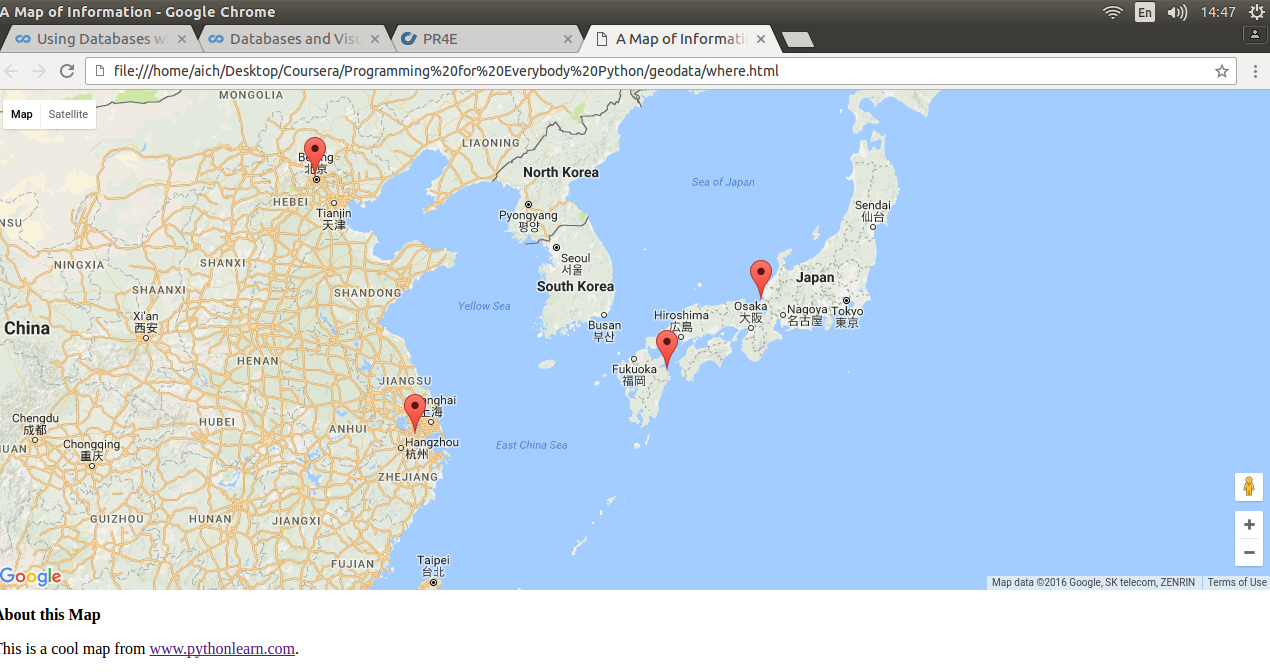 A Map of Information - Google Chrome
En
14:47
Using Databases w
Databases and Visu
PR4E
A Map of Informati
file:///home/aich/Desktop/Coursera/Programming%20for%20Everybody%20Python/geodata/where.html
Map
Satellite
MONGOLIA
LIAONING
北京
North Korea
Sea of Japan
HEBEI
Tianjin
天津
Pyongyang
평양
Sendai
仙台
NSU
NINGXIA
SHANXI
Seoul
서울
Japan
SHAANXI
SHANDONG
South Korea
Yellow Sea
Osaka
大阪
Nagoya
名古屋
Tokyo
東京
Hiroshima
広島
Xi'an
西安
China
Busan
부산
HENAN
Fukuoka
福岡
JIANGSU
anghai
上海
Chengdu
成都
HUBEI
ANHUI
UAN
Chongqing
重庆
Hangzhou
杭州
East China Sea
ZHEJIANG
GUIZHOU
HUNAN
JIANGXI
FUJIAN
Taipei
台北
Google
+
−
Map data ©2016 Google, SK telecom, ZENRIN
Terms of Use
About this Map
This is a cool map from www.pythonlearn.com.